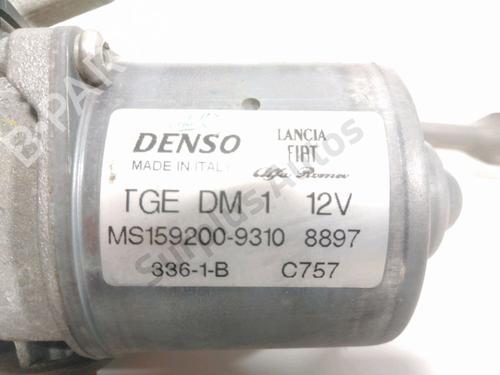 DENSO
MADE IN ITALY
LANCIA
FIAT
Alfa Romeo
TGE DM 1 12V
MS159200-9310 8897
336-1-B C757